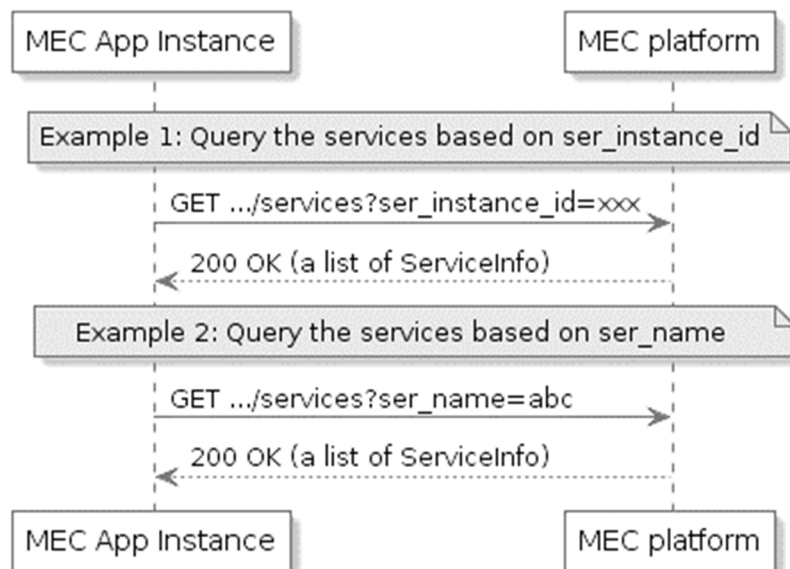 MEC App Instance
MEC platform
Example 1: Query the services based on ser_instance_id
GET .../services?ser_instance_id=xxx
200 OK (a list of ServiceInfo)
Example 2: Query the services based on ser_name
GET .../services?ser_name=abc
200 OK (a list of ServiceInfo)
MEC App Instance
MEC platform